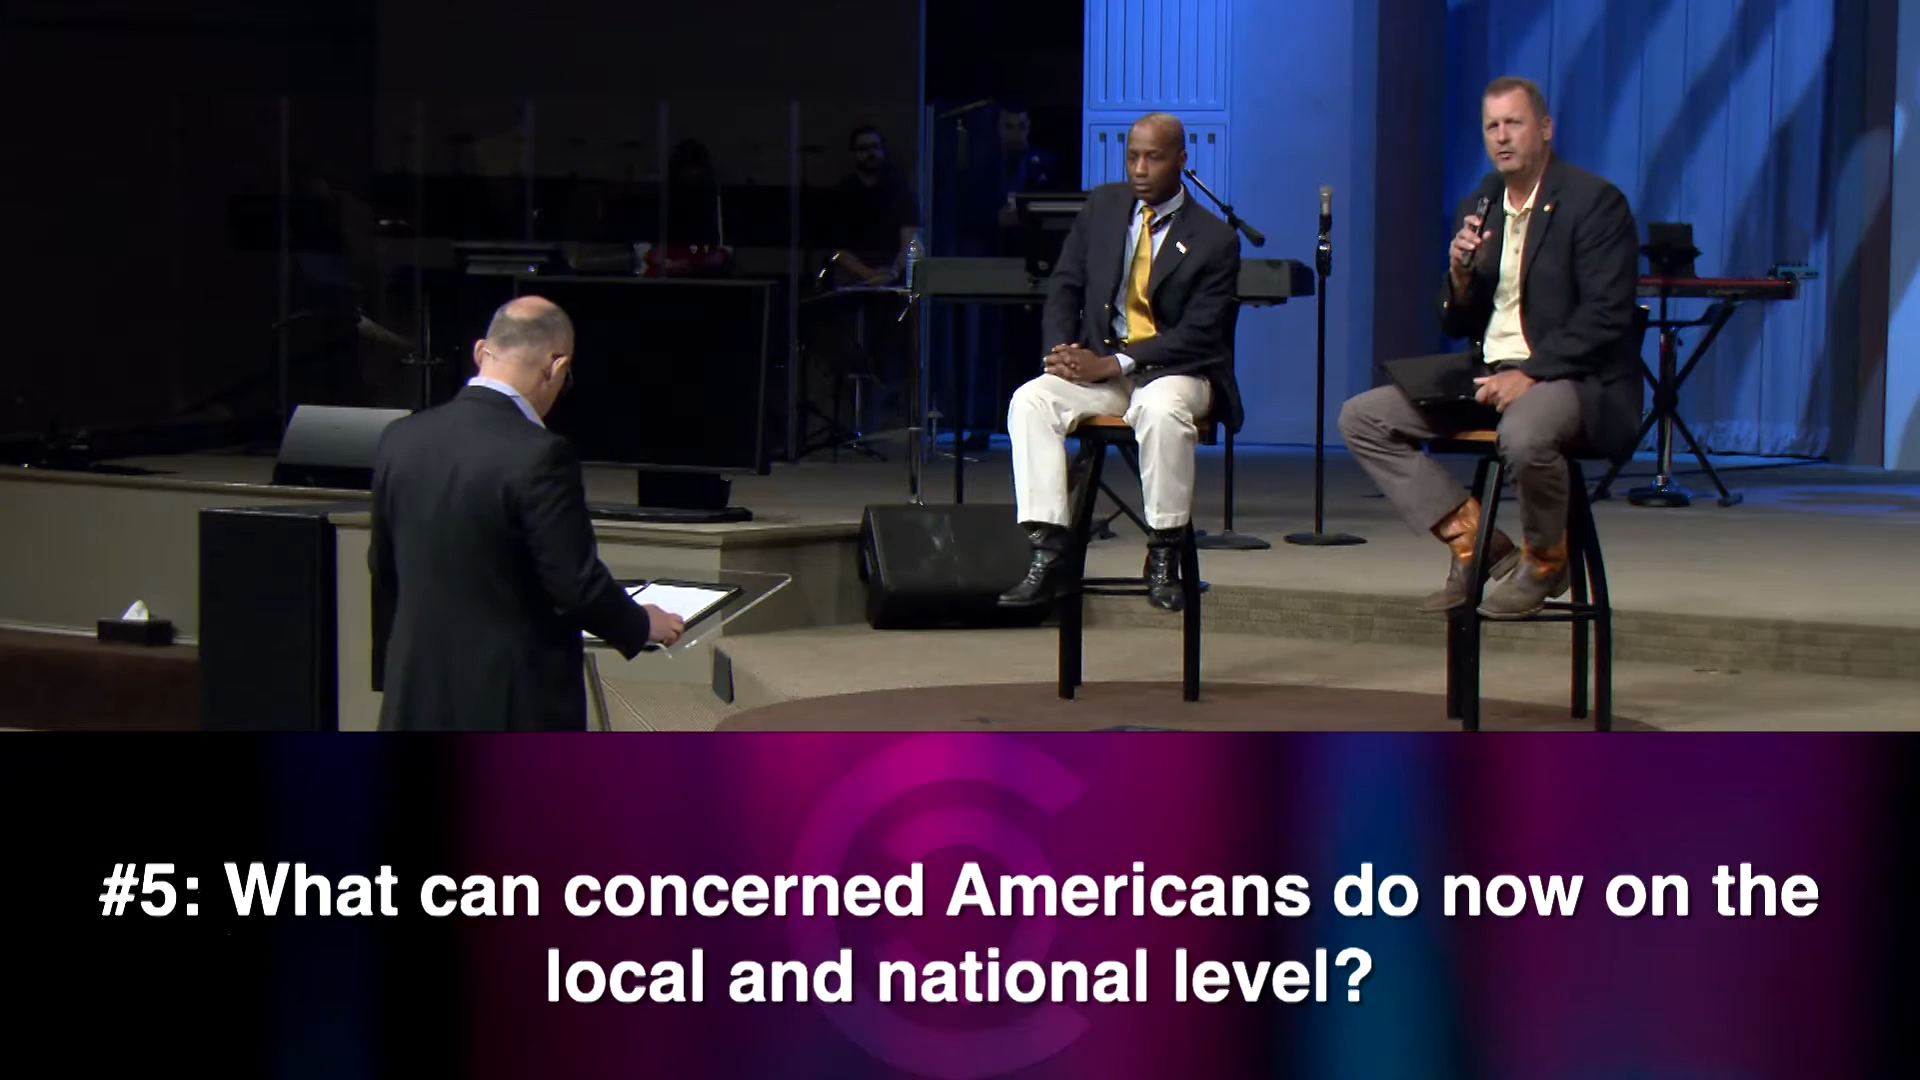 #5: What can concerned Americans do now on the
local and national level?